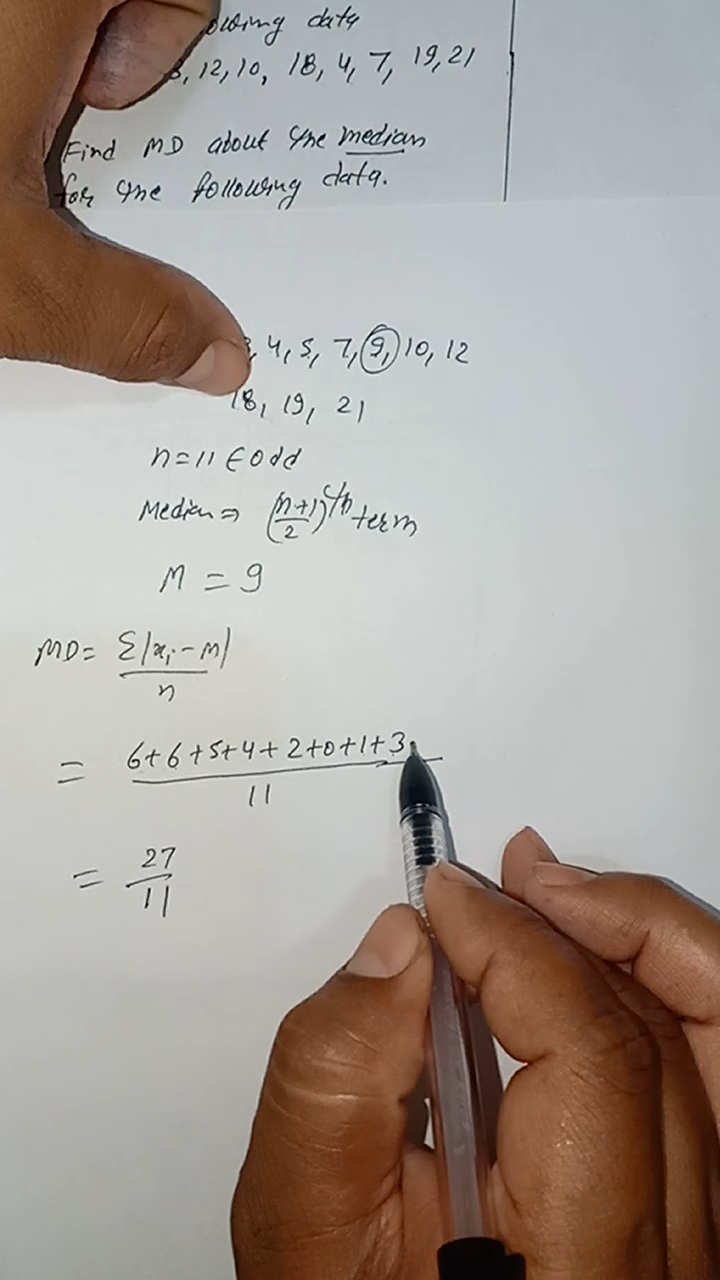 owing data
, 12, 10, 18, 4, 7, 19, 21
Find MD about the median
for the following data.
, 4, 5, 7, 9, 10, 12
18, 19, 21
n=11 ∈ odd
Median ⇒ (n+1/2)th term
M = 9
MD= Σ|xi - M|/n
= 6+6+5+4+2+0+1+3/11
= 27/11